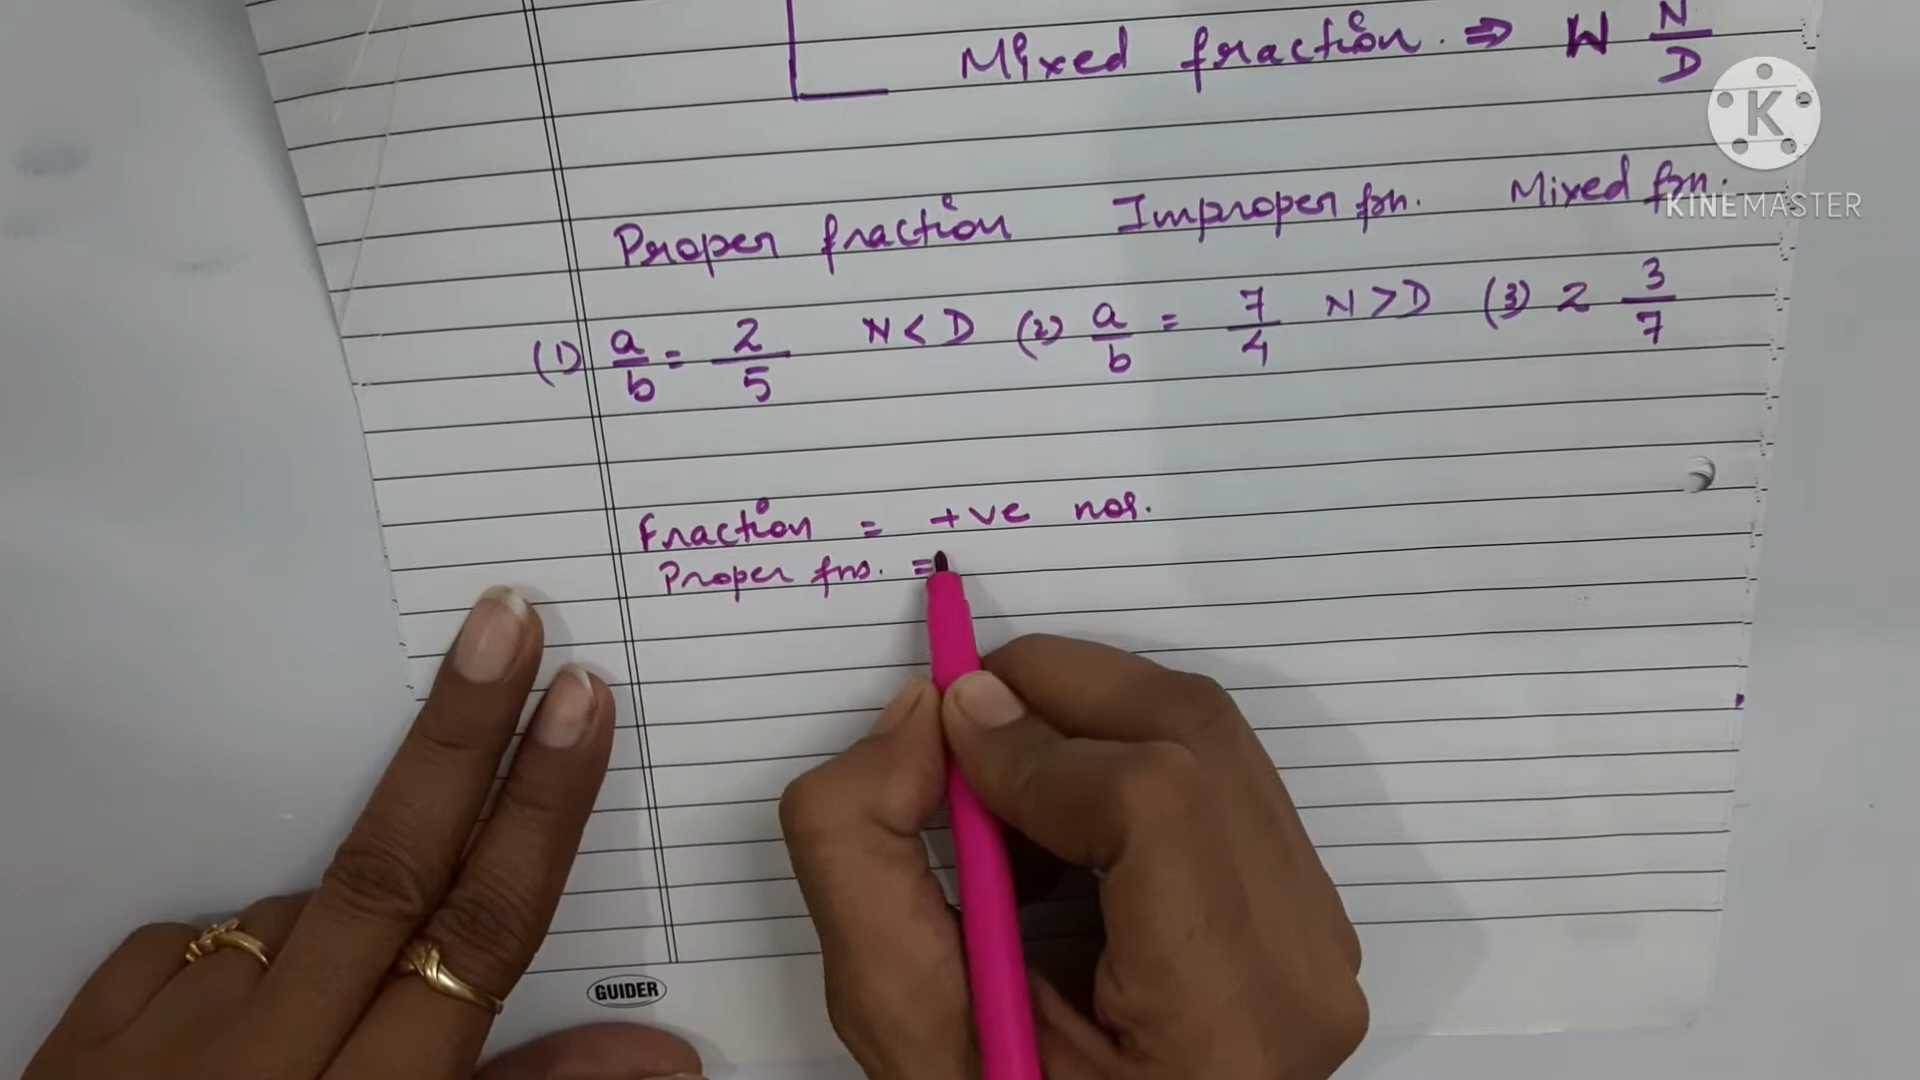 Mixed fraction. ⇒ W N/D
K
KINEMASTER
Proper fraction Improper frn. Mixed frn.
(1) a/b = 2/5 N < D (2) a/b = 7/4 N > D (3) 2 3/7
Fraction = +ve nos.
Proper frns. =
GUIDER